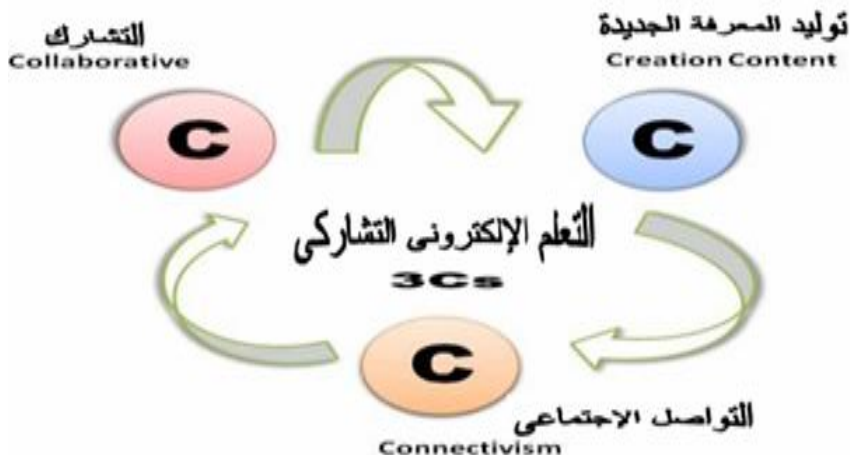 التشارك
Collaborative
C
توليد المعرفة الجديدة
Creation Content
C
التعلم الإلكترونى التشاركى
3Cs
C
التواصل الاجتماعى
Connectivism